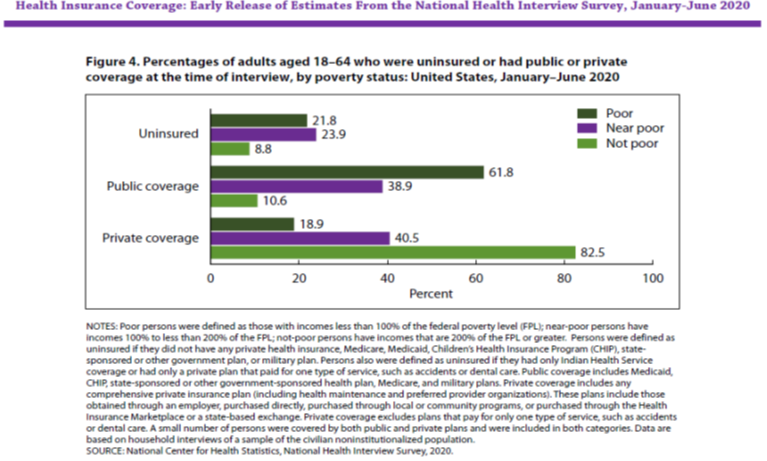 Health Insurance Coverage: Early Release of Estimates From the National Health Interview Survey, January-June 2020
Figure 4. Percentages of adults aged 18–64 who were uninsured or had public or private
coverage at the time of interview, by poverty status: United States, January–June 2020
Poor
Near poor
Not poor
Uninsured
21.8
23.9
8.8
Public coverage
61.8
38.9
10.6
Private coverage
18.9
40.5
82.5
0 20 40 60 80 100
Percent
NOTES: Poor persons were defined as those with incomes less than 100% of the federal poverty level (FPL); near-poor persons have
incomes 100% to less than 200% of the FPL; not-poor persons have incomes that are 200% of the FPL or greater. Persons were defined as
uninsured if they did not have any private health insurance, Medicare, Medicaid, Children's Health Insurance Program (CHIP), state-
sponsored or other government plan, or military plan. Persons also were defined as uninsured if they had only Indian Health Service
coverage or had only a private plan that paid for one type of service, such as accidents or dental care. Public coverage includes Medicaid,
CHIP, state-sponsored or other government-sponsored health plan, Medicare, and military plans. Private coverage includes any
comprehensive private insurance plan (including health maintenance and preferred provider organizations). These plans include those
obtained through an employer, purchased directly, purchased through local or community programs, or purchased through the Health
Insurance Marketplace or a state-based exchange. Private coverage excludes plans that pay for only one type of service, such as accidents
or dental care. A small number of persons were covered by both public and private plans and were included in both categories. Data are
based on household interviews of a sample of the civilian noninstitutionalized population.
SOURCE: National Center for Health Statistics, National Health Interview Survey, 2020.